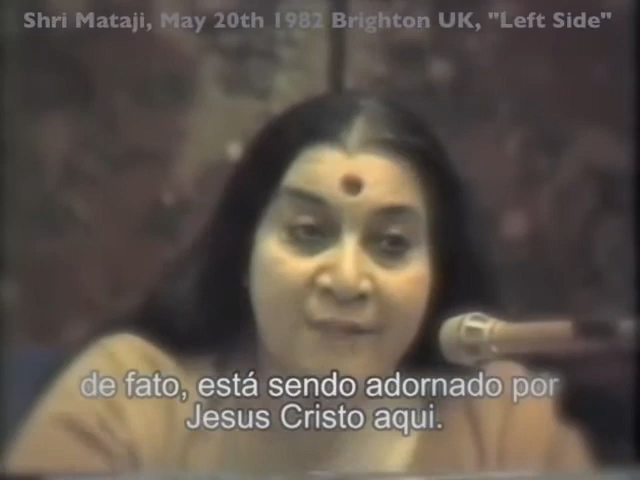 Shri Mataji, May 20th 1982 Brighton UK, "Left Side"
de fato, está sendo adornado por
Jesus Cristo aqui.